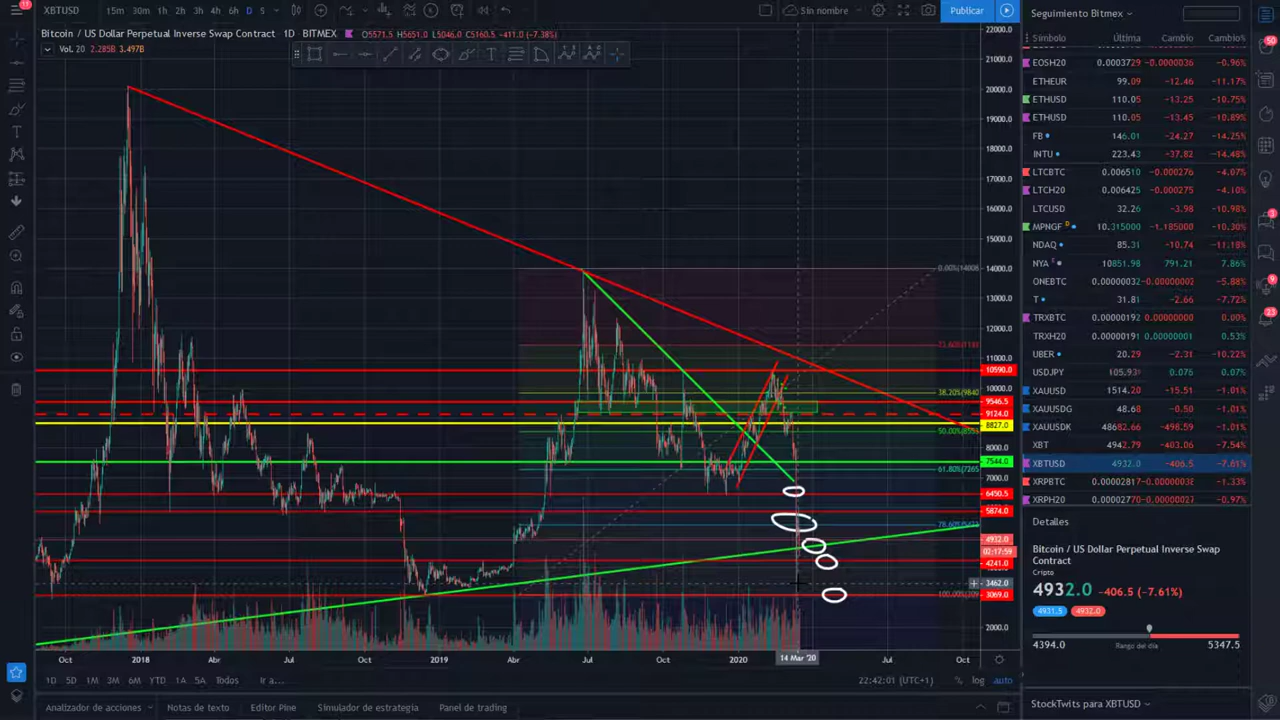 13
XBTUSD
15m 30m 1h 2h 3h 4h 6h D S
Sin nombre
Publicar
Bitcoin / US Dollar Perpetual Inverse Swap Contract 1D BITMEX O5571.5 H5651.0 L5046.0 C5160.5 -411.0 (-7.38%)
Vol. 20 2.285B 3.497B
22000.0
20000.0
19000.0
18000.0
17000.0
16000.0
15000.0
14000.0
13000.0
12000.0
11000.0
10590.0
10000.0
9546.5
9124.0
8827.0
8000.0
7544.0
7000.0
6450.5
5874.0
4932.0
02:17:59
4241.0
3462.0
3069.0
2000.0
Oct 2018 Abr Jul Oct 2019 Abr Jul Oct 2020 14 Mar '20 Jul Oct
1D 5D 1M 3M 6M YTD 1A 5A Todos Ir a...
22:42:01 (UTC+1) % log auto
Analizador de acciones Notas de texto Editor Pine Simulador de estrategia Panel de trading
Seguimiento Bitmex
Símbolo Última Cambio Cambio%
EOSH20 0.0003729 -0.0000036 -0.96%
ETHEUR 99.09 -12.46 -11.17%
ETHUSD 110.05 -13.25 -10.75%
ETHUSD 110.05 -13.45 -10.89%
FB 146.01 -24.27 -14.25%
INTU 223.43 -37.82 -14.48%
LTCBTC 0.006510 -0.000276 -4.07%
LTCH20 0.006425 -0.000275 -4.10%
LTCUSD 32.26 -3.98 -10.98%
MPNGF D 10.315000 -1.185000 -10.30%
NDAQ 85.31 -10.74 -11.18%
NYA 10851.98 791.21 7.86%
ONEBTC 0.00000032 -0.00000002 -5.88%
T 31.81 -2.66 -7.72%
TRXBTC 0.00000192 0.00000000 0.00%
TRXH20 0.00000192 0.00000001 0.53%
UBER 20.29 -2.31 -10.22%
USDJPY 105.931 0.076 0.07%
XAUUSD 1514.20 -15.51 -1.01%
XAUUSDG 48.68 -0.50 -1.01%
XAUUSDK 48682.66 -498.59 -1.01%
XBT 4942.79 -403.06 -7.54%
XBTUSD 4932.0 -406.5 -7.61%
XRPBTC 0.00002817 -0.00000038 -1.33%
XRPH20 0.00002770 -0.00000027 -0.97%
Detalles
Bitcoin / US Dollar Perpetual Inverse Swap
Contract
Cripto
4932.0 -406.5 (-7.61%)
4931.5 4932.0
4394.0 Rango del día 5347.5
StockTwits para XBTUSD
50
3
9
23